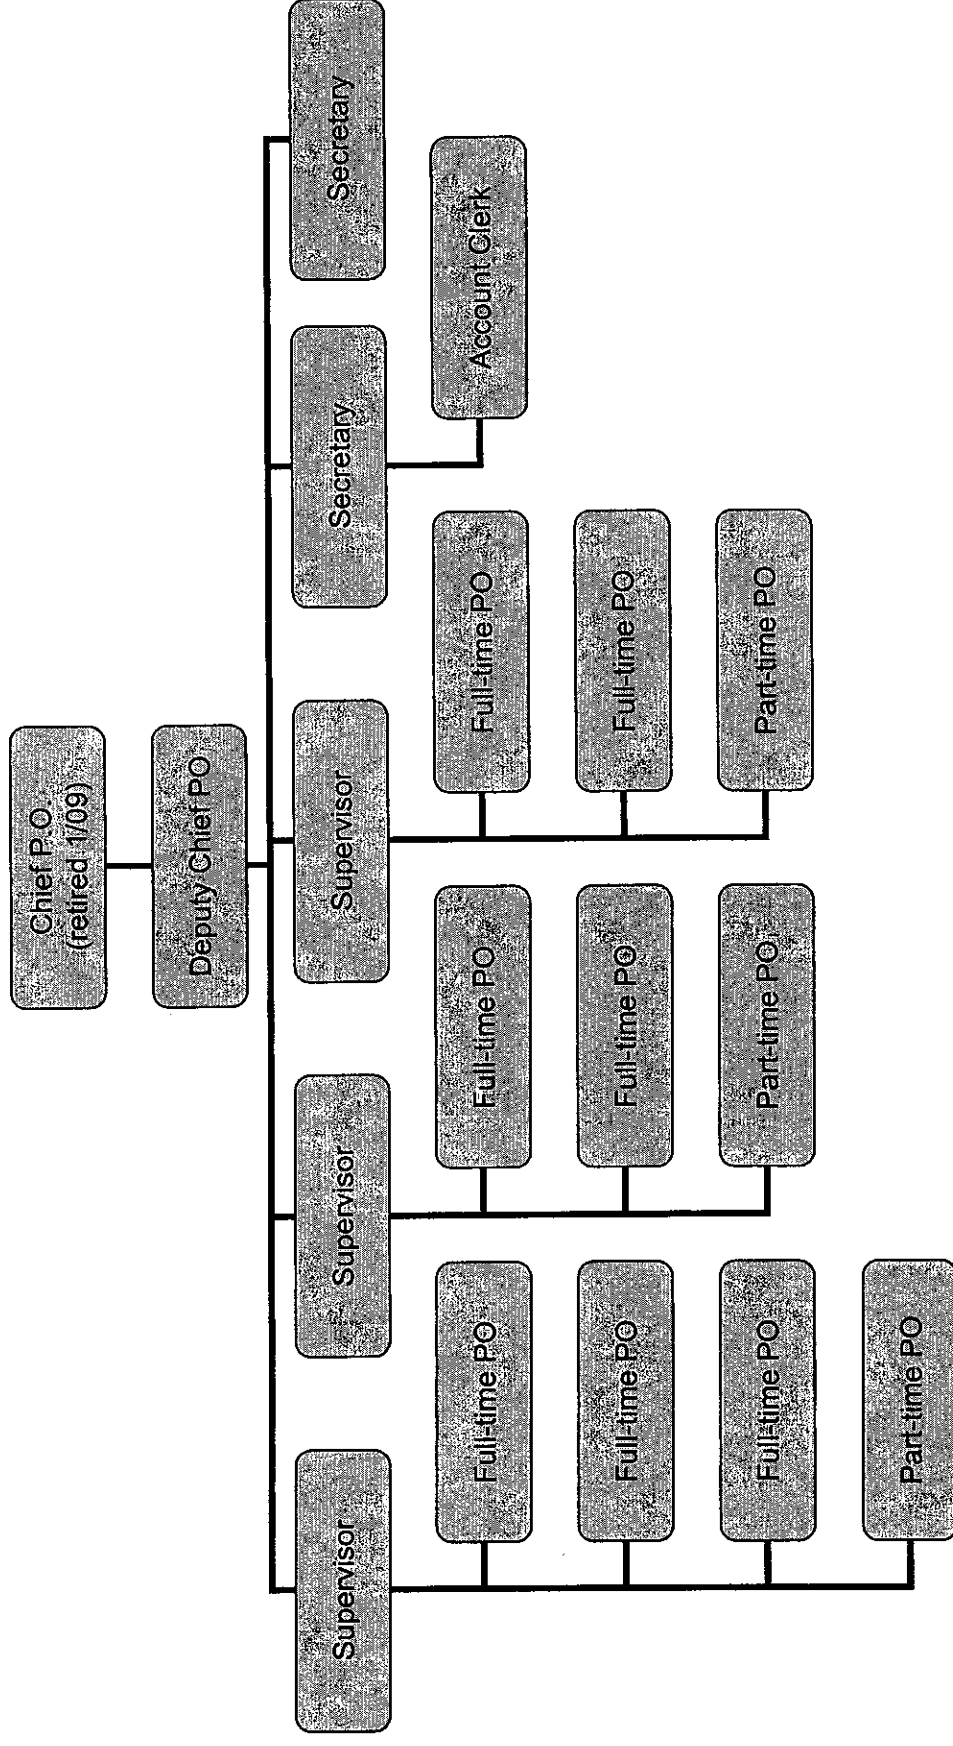 Chief P.O.
(retired 1/09)
Deputy Chief PO
Supervisor
Supervisor
Supervisor
Secretary
Secretary
Full-time PO
Full-time PO
Full-time PO
Part-time PO
Full-time PO
Full-time PO
Part-time PO
Full-time PO
Full-time PO
Part-time PO
Account Clerk